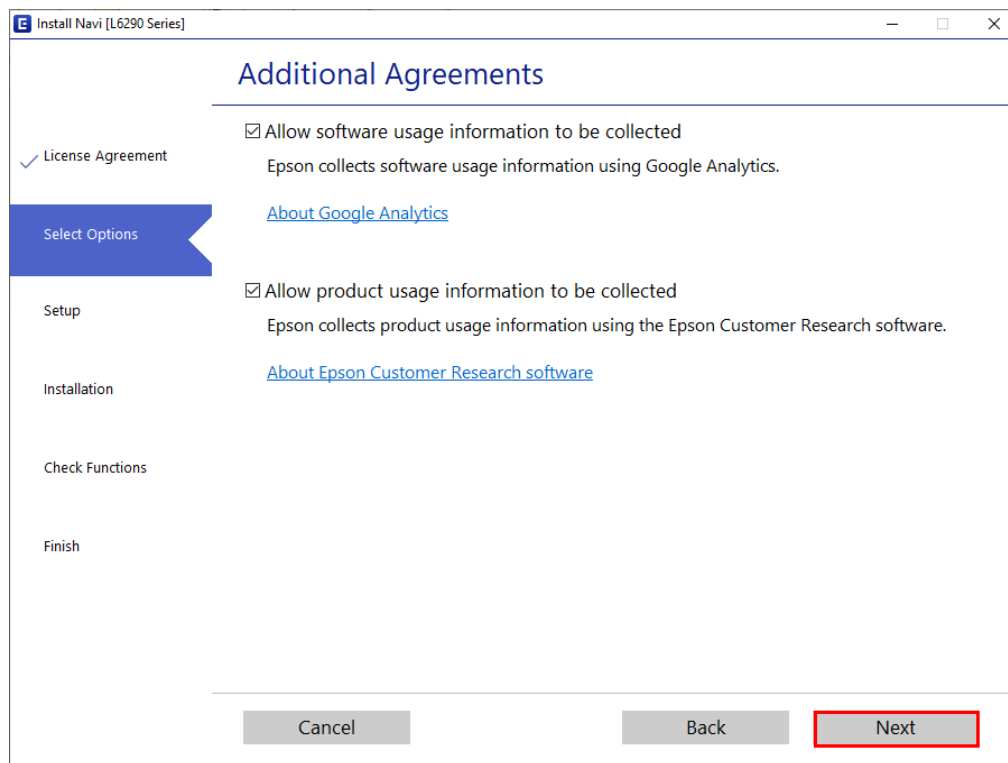 E Install Navi [L6290 Series]
Additional Agreements
License Agreement
Select Options
Setup
Installation
Check Functions
Finish
Allow software usage information to be collected
Epson collects software usage information using Google Analytics.
About Google Analytics
Allow product usage information to be collected
Epson collects product usage information using the Epson Customer Research software.
About Epson Customer Research software
Cancel
Back
Next